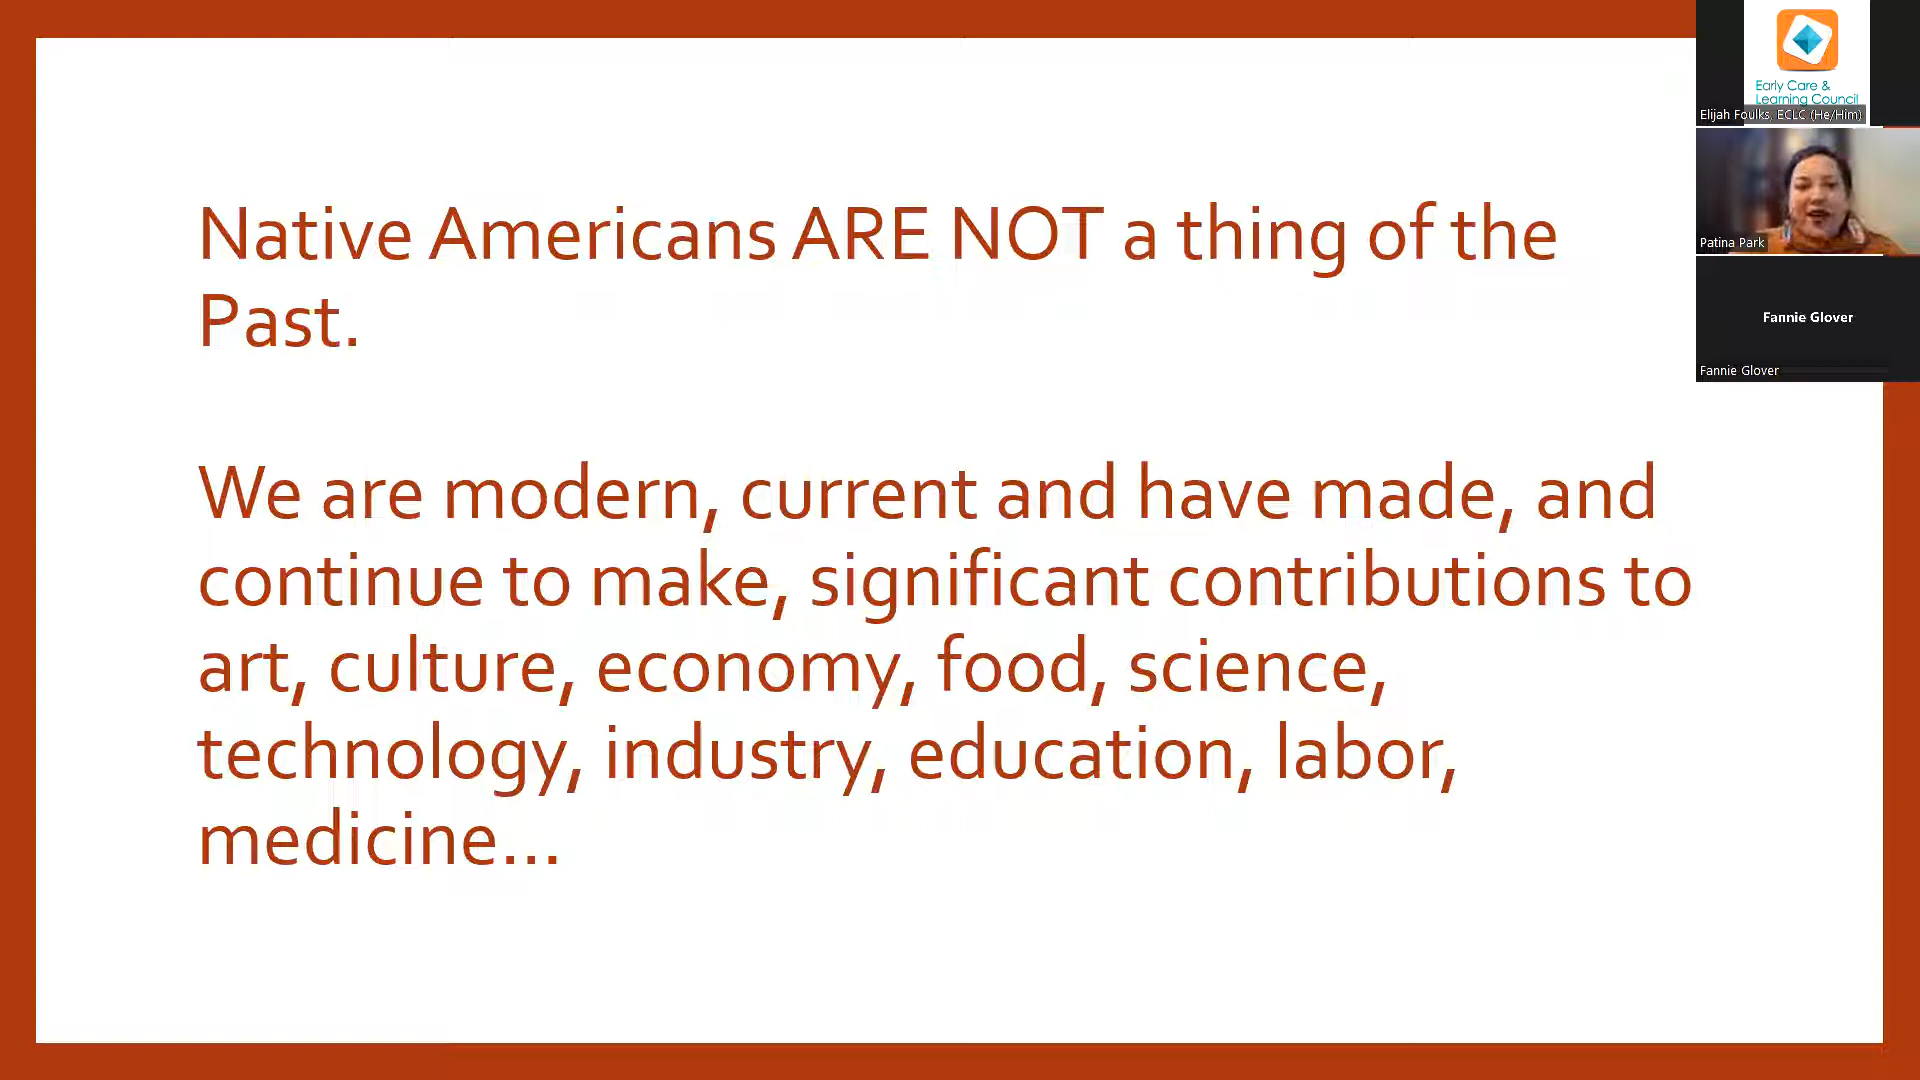 Native Americans ARE NOT a thing of the
Past.
We are modern, current and have made, and
continue to make, significant contributions to
art, culture, economy, food, science,
technology, industry, education, labor,
medicine...
Early Care &
Learning Council
Elijah Foulks, ECLC (He/Him)
Patina Park
Fannie Glover
Fannie Glover